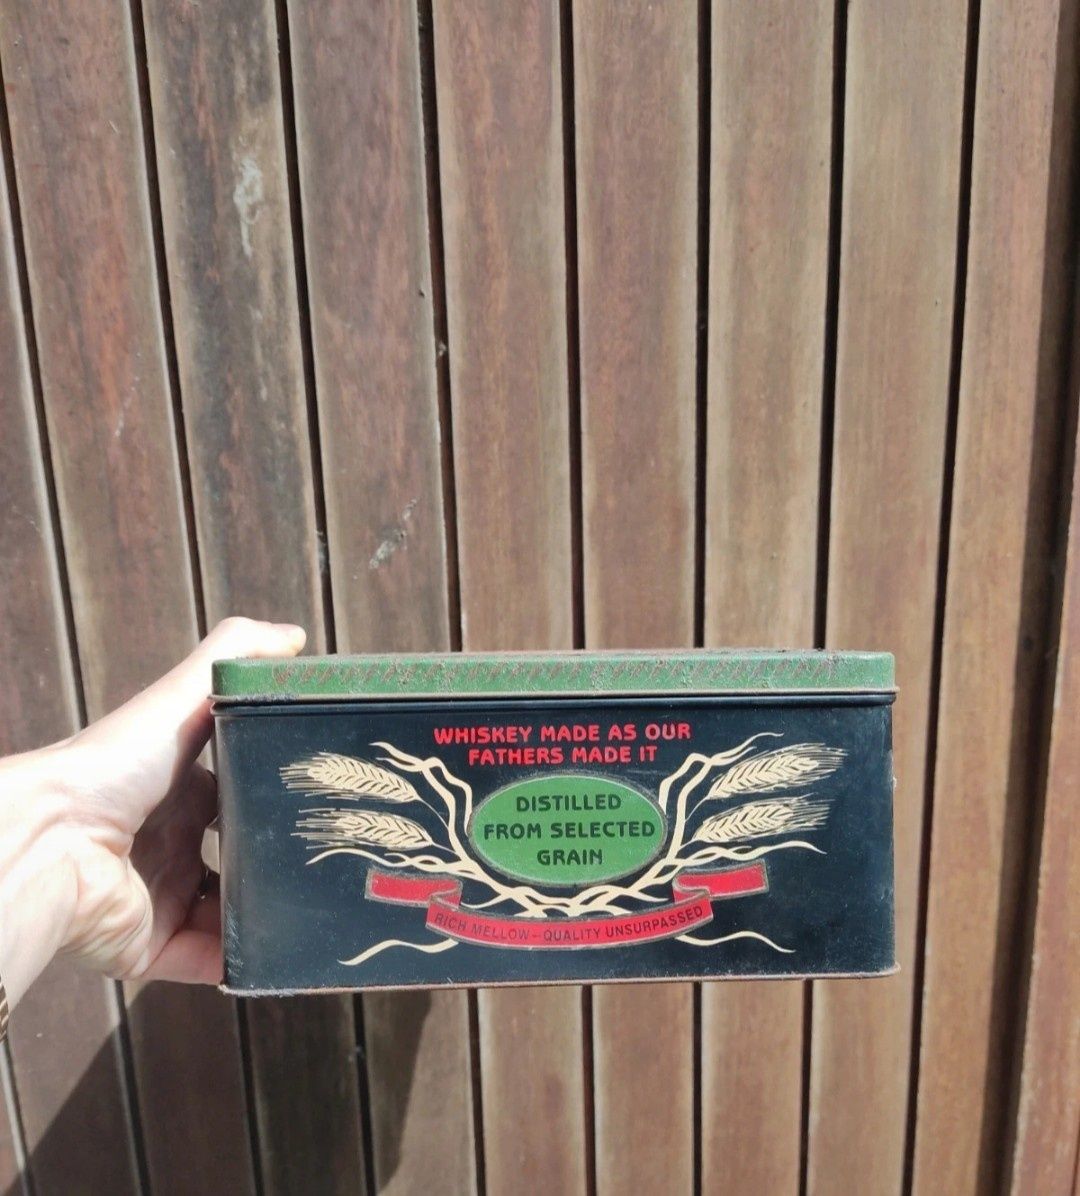 WHISKEY MADE AS OUR
FATHERS MADE IT
DISTILLED
FROM SELECTED
GRAIN
RICH MELLOW-QUALITY UNSURPASSED